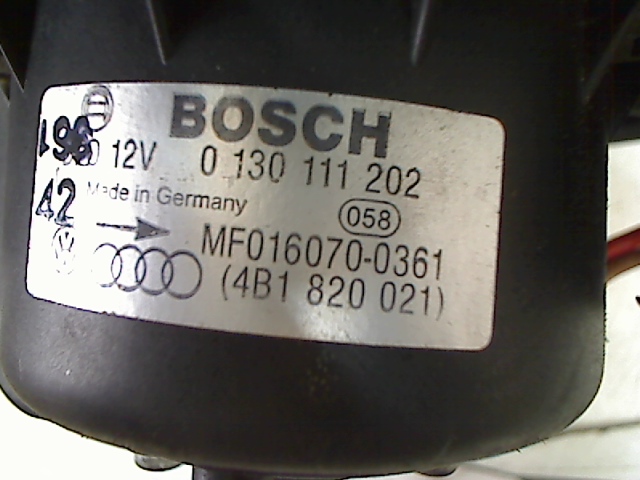 BOSCH
12V 0 130 111 202
Made in Germany
058
42
MF016070-0361
(4B1 820 021)